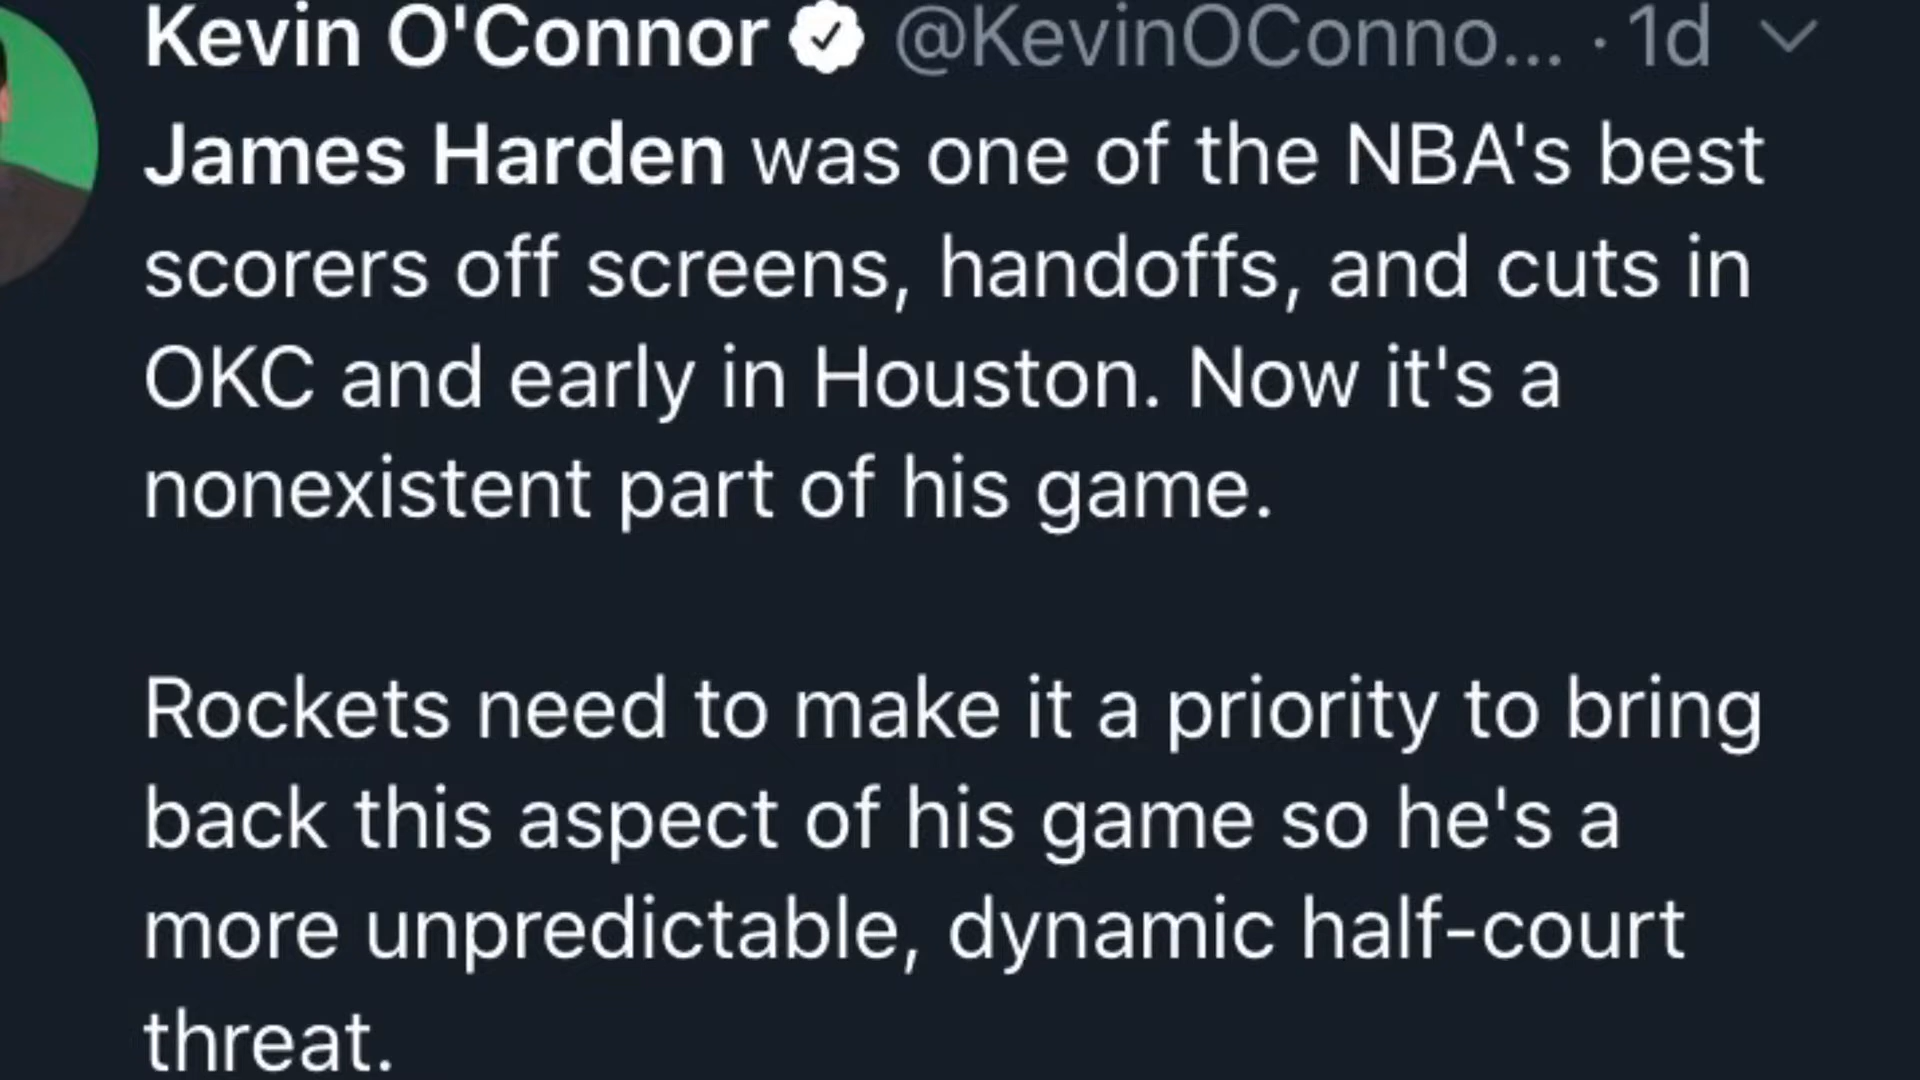 Kevin O'Connor @KevinOConno... · 1d
James Harden was one of the NBA's best
scorers off screens, handoffs, and cuts in
OKC and early in Houston. Now it's a
nonexistent part of his game.
Rockets need to make it a priority to bring
back this aspect of his game so he's a
more unpredictable, dynamic half-court
threat.